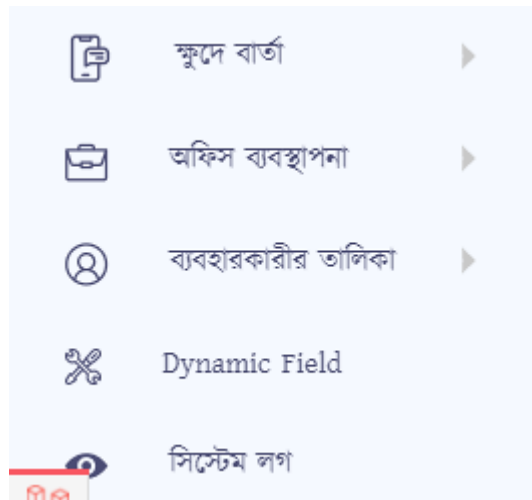 ক্ষুদে বার্তা
অফিস ব্যবস্থাপনা
ব্যবহারকারীর তালিকা
Dynamic Field
সিস্টেম লগ